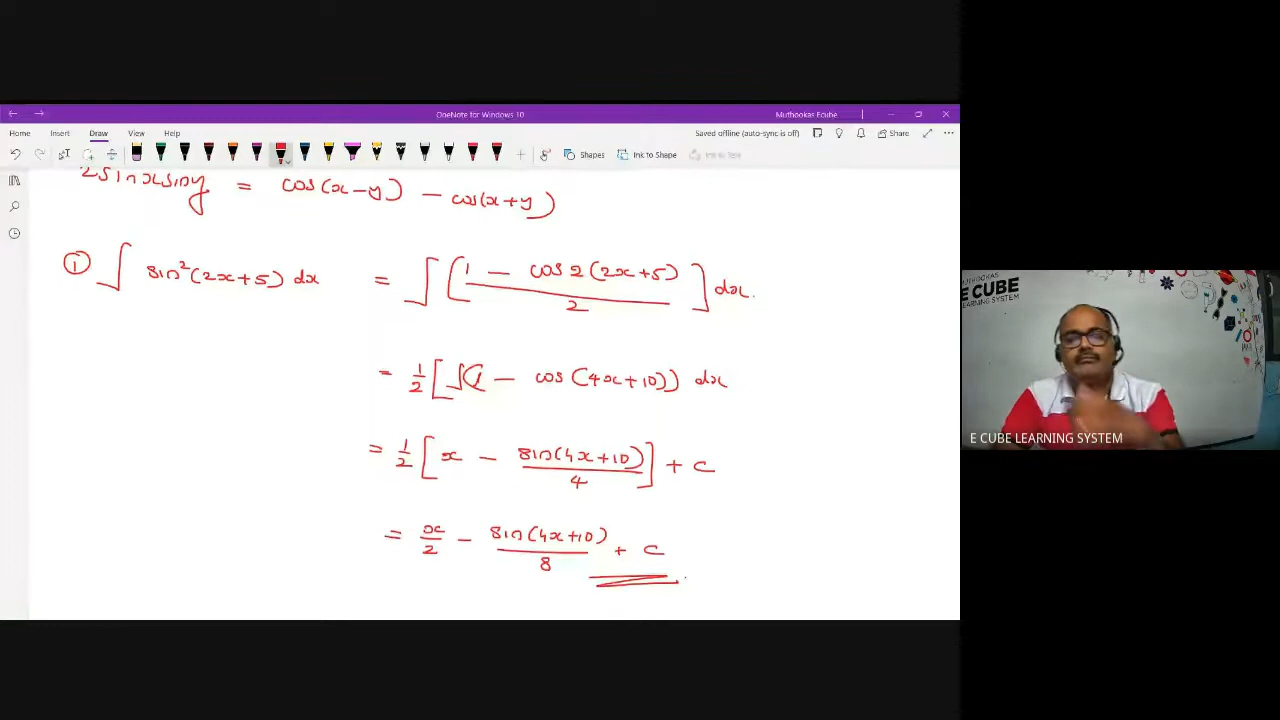 OneNote for Windows 10
Muthookas Ecube
Home Insert Draw View Help
Saved offline (auto-sync is off) Share
Shapes Ink to Shape
2sinxsiny = cos(x-y) - cos(x+y)
① ∫ sin²(2x+5) dx = ∫ [(1 - cos2(2x+5))/2] dx.
= 1/2 [∫(1 - cos(4x+10)) dx
= 1/2 [x - sin(4x+10)/4] + c
= x/2 - sin(4x+10)/8 + c
E CUBE
LEARNING SYSTEM
E CUBE LEARNING SYSTEM